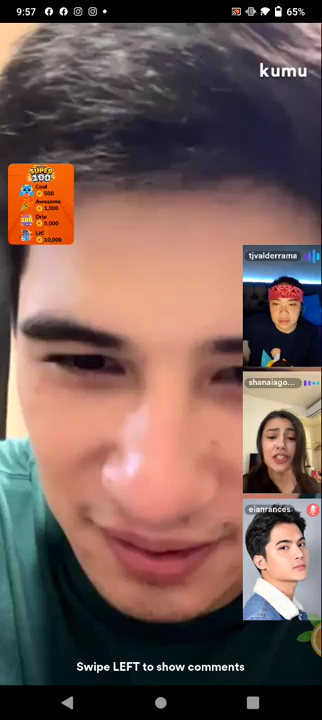 9:57
65%
kumu
SUPER
100
Cool
500
Awesome
1,000
100
Drip
5,000
Lit!
10,000
tjvalderrama
shanaiago...
eianrances
Swipe LEFT to show comments